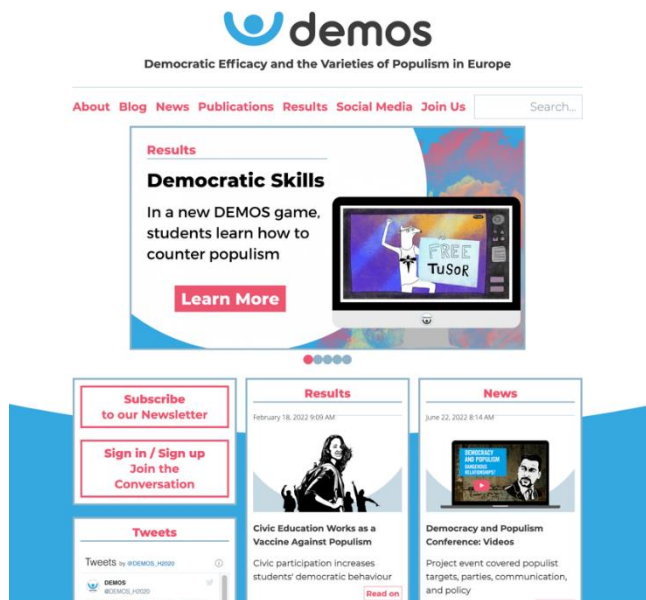 demos
Democratic Efficacy and the Varieties of Populism in Europe
About Blog News Publications Results Social Media Join Us Search...
Results
Democratic Skills
In a new DEMOS game,
students learn how to
counter populism
Learn More
FREE
TUSOR
Subscribe
to our Newsletter
Sign in / Sign up
Join the
Conversation
Tweets
Tweets by @DEMOS_H2020
DEMOS
@DEMOS_H2020
Results
February 18, 2022 9:09 AM
Civic Education Works as a
Vaccine Against Populism
Civic participation increases
students' democratic behaviour
Read on
News
June 22, 2022 8:14 AM
DEMOCRACY
AND POPULISM
DANGEROUS
RELATIONSHIPS?
Democracy and Populism
Conference: Videos
Project event covered populist
targets, parties, communication,
and policy